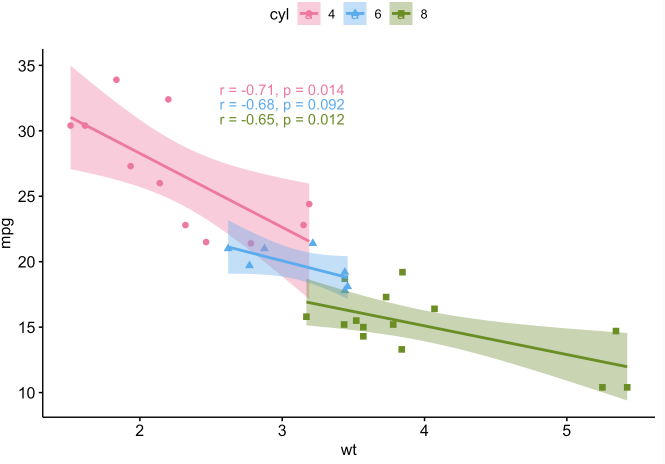 cyl 4 6 8
35
30
25
20
15
10
mpg
r = -0.71, p = 0.014
r = -0.68, p = 0.092
r = -0.65, p = 0.012
2 3 4 5
wt